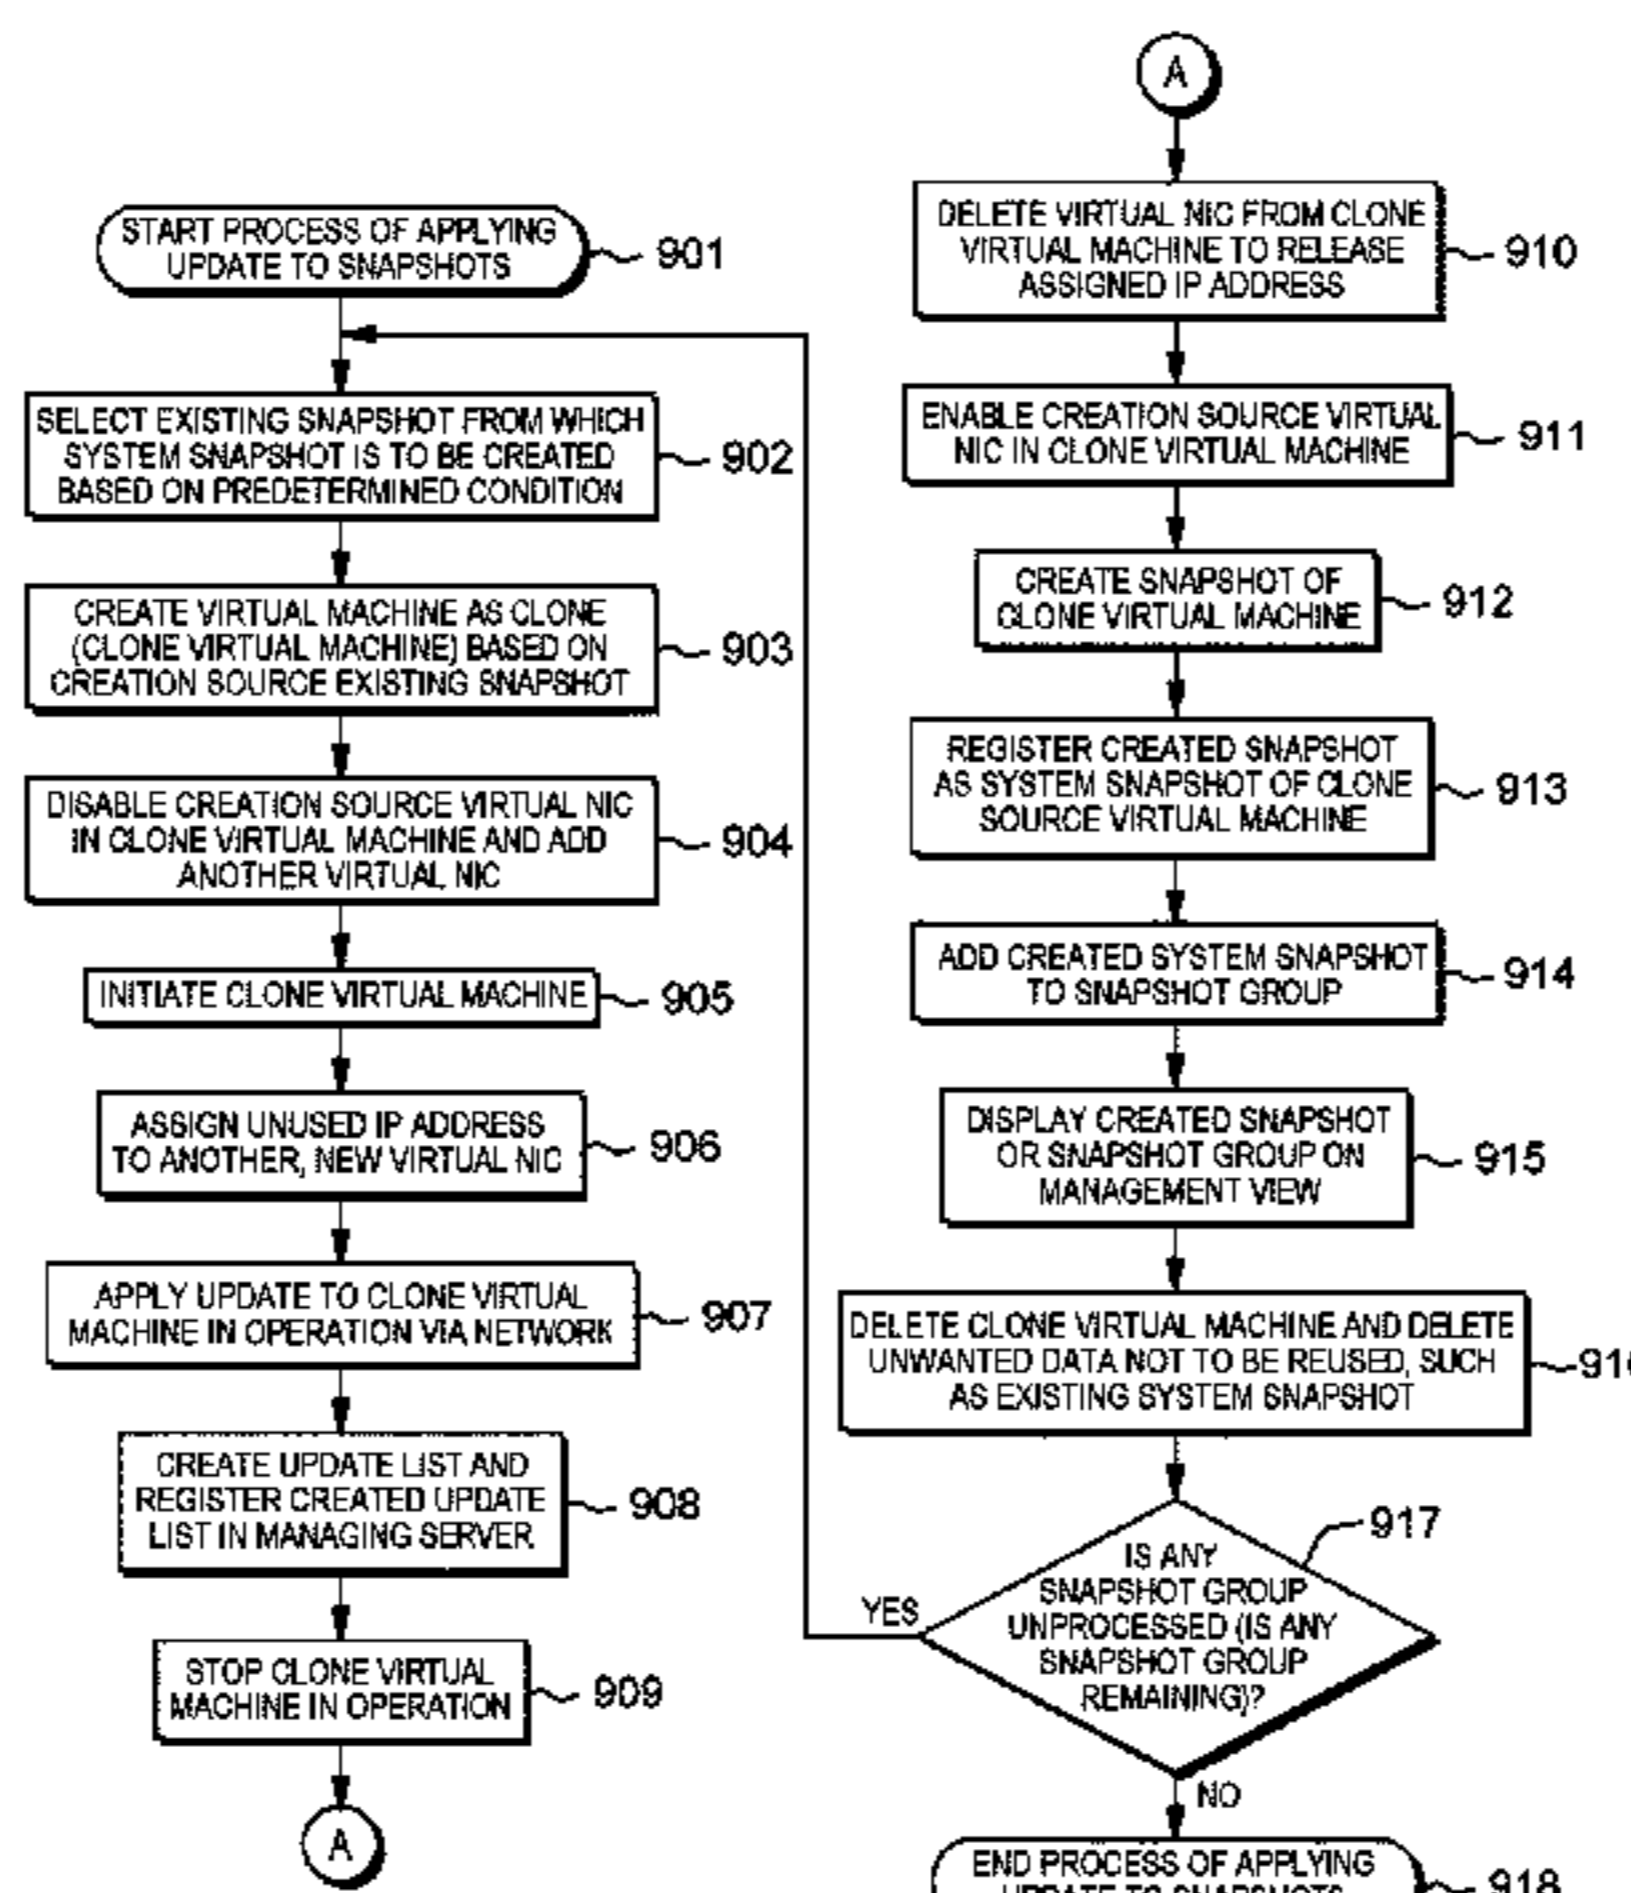 START PROCESS OF APPLYING
UPDATE TO SNAPSHOTS
901
SELECT EXISTING SNAPSHOT FROM WHICH
SYSTEM SNAPSHOT IS TO BE CREATED
BASED ON PREDETERMINED CONDITION
902
CREATE VIRTUAL MACHINE AS CLONE
(CLONE VIRTUAL MACHINE) BASED ON
CREATION SOURCE EXISTING SNAPSHOT
903
DISABLE CREATION SOURCE VIRTUAL NIC
IN CLONE VIRTUAL MACHINE AND ADD
ANOTHER VIRTUAL NIC
904
INITIATE CLONE VIRTUAL MACHINE
905
ASSIGN UNUSED IP ADDRESS
TO ANOTHER, NEW VIRTUAL NIC
906
APPLY UPDATE TO CLONE VIRTUAL
MACHINE IN OPERATION VIA NETWORK
907
CREATE UPDATE LIST AND
REGISTER CREATED UPDATE
LIST IN MANAGING SERVER
908
STOP CLONE VIRTUAL
MACHINE IN OPERATION
909
A
A
DELETE VIRTUAL NIC FROM CLONE
VIRTUAL MACHINE TO RELEASE
ASSIGNED IP ADDRESS
910
ENABLE CREATION SOURCE VIRTUAL
NIC IN CLONE VIRTUAL MACHINE
911
CREATE SNAPSHOT OF
CLONE VIRTUAL MACHINE
912
REGISTER CREATED SNAPSHOT
AS SYSTEM SNAPSHOT OF CLONE
SOURCE VIRTUAL MACHINE
913
ADD CREATED SYSTEM SNAPSHOT
TO SNAPSHOT GROUP
914
DISPLAY CREATED SNAPSHOT
OR SNAPSHOT GROUP ON
MANAGEMENT VIEW
915
DELETE CLONE VIRTUAL MACHINE AND DELETE
UNWANTED DATA NOT TO BE REUSED, SUCH
AS EXISTING SYSTEM SNAPSHOT
917
IS ANY
SNAPSHOT GROUP
UNPROCESSED (IS ANY
SNAPSHOT GROUP
REMAINING)?
YES
NO
END PROCESS OF APPLYING
UPDATE TO SNAPSHOTS
918